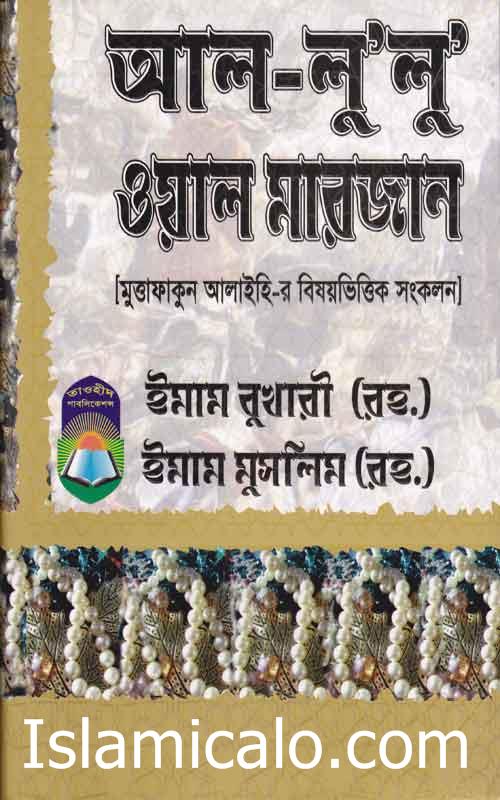 আল-লু'লু'
ওয়াল মারজান
[মুত্তাফাকুন আলাইহি-র বিষয়ভিত্তিক সংকলন]
তাওহীদ
পাবলিকেশন্স
ইমাম বুখারী (রহ.)
ইমাম মুসলিম (রহ.)
Islamicalo.com